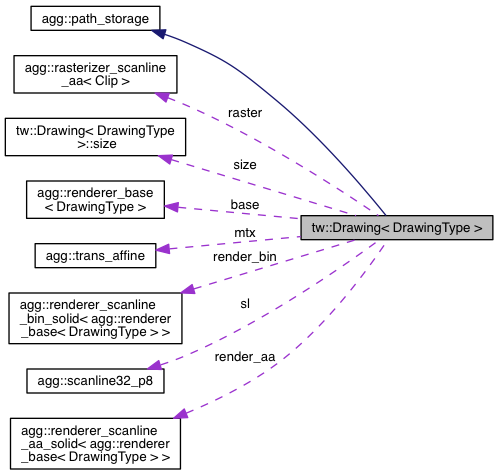 agg::path_storage
agg::rasterizer_scanline
_aa< Clip >
raster
tw::Drawing< DrawingType
>::size
size
agg::renderer_base
< DrawingType >
base
tw::Drawing< DrawingType >
mtx
agg::trans_affine
render_bin
agg::renderer_scanline
_bin_solid< agg::renderer
_base< DrawingType > >
sl
agg::scanline32_p8
render_aa
agg::renderer_scanline
_aa_solid< agg::renderer
_base< DrawingType > >